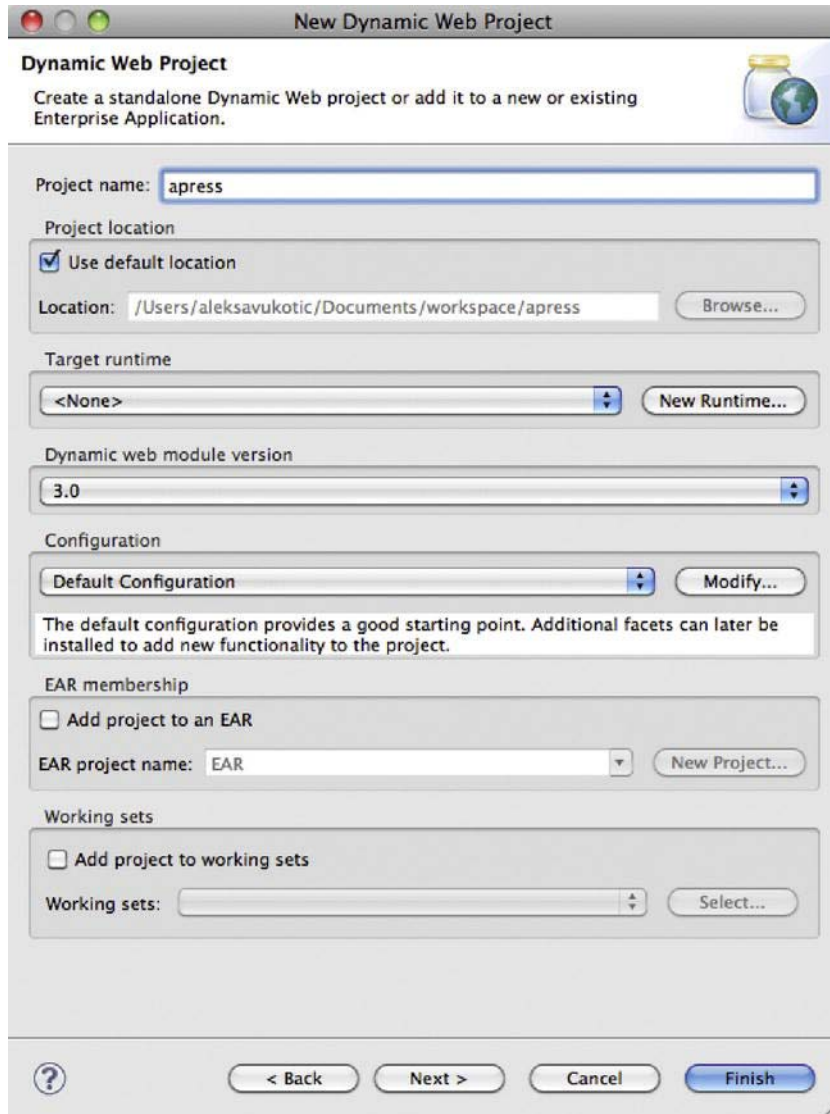 New Dynamic Web Project
Dynamic Web Project
Create a standalone Dynamic Web project or add it to a new or existing
Enterprise Application.
Project name: apress
Project location
Use default location
Location: /Users/aleksavukotic/Documents/workspace/apress Browse...
Target runtime
<None> New Runtime...
Dynamic web module version
3.0
Configuration
Default Configuration Modify...
The default configuration provides a good starting point. Additional facets can later be
installed to add new functionality to the project.
EAR membership
Add project to an EAR
EAR project name: EAR New Project...
Working sets
Add project to working sets
Working sets: Select...
? < Back Next > Cancel Finish